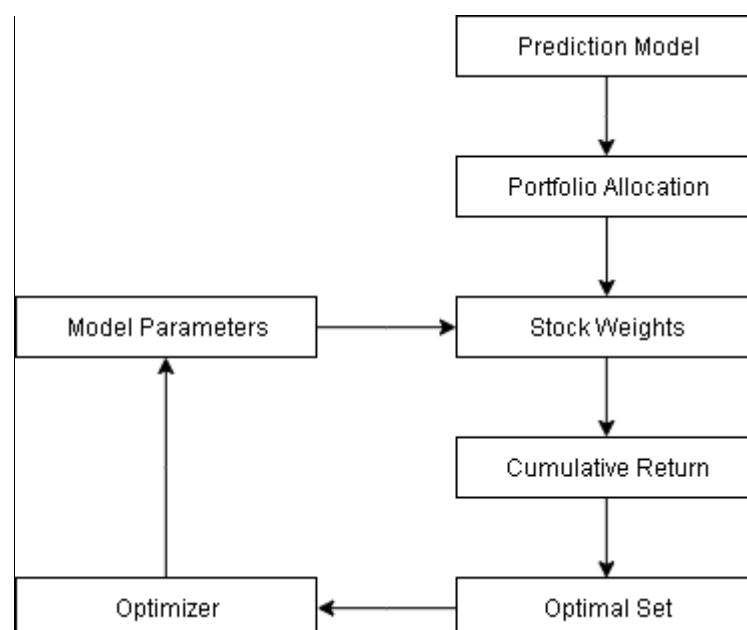 Prediction Model
Portfolio Allocation
Model Parameters
Stock Weights
Cumulative Return
Optimizer
Optimal Set